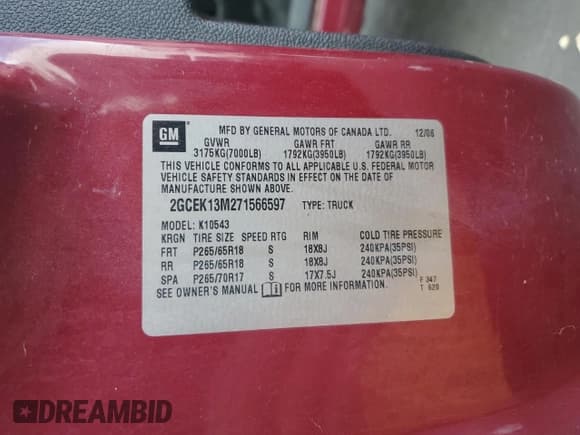 GM
MFD BY GENERAL MOTORS OF CANADA LTD. 12/06
GVWR GAWR FRT GAWR RR
3175KG(7000LB) 1792KG(3950LB) 1792KG(3950LB)
THIS VEHICLE CONFORMS TO ALL APPLICABLE U.S. FEDERAL MOTOR
VEHICLE SAFETY STANDARDS IN EFFECT ON THE DATE OF
MANUFACTURE SHOWN ABOVE.
2GCEK13M271566597 TYPE: TRUCK
MODEL: K10543
KRGN TIRE SIZE SPEED RTG RIM COLD TIRE PRESSURE
FRT P265/65R18 S 18X8J 240KPA(35PSI)
RR P265/65R18 S 18X8J 240KPA(35PSI)
SPA P265/70R17 S 17X7.5J 240KPA(35PSI)
SEE OWNER'S MANUAL FOR MORE INFORMATION.
F 347
T 620
DREAMBID